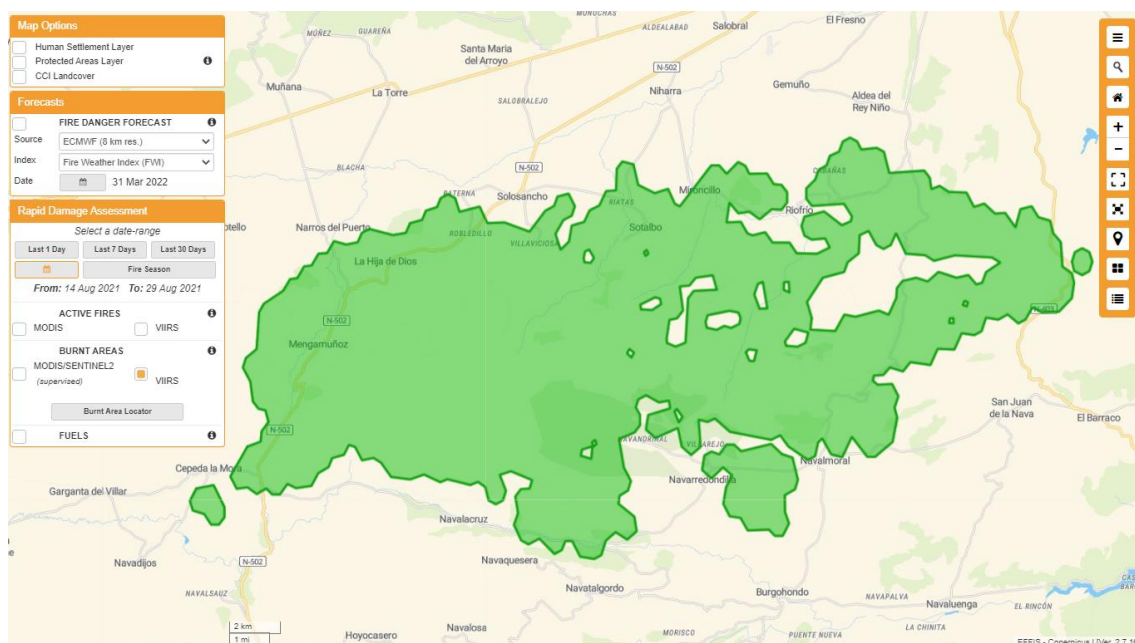 Map Options
Human Settlement Layer
Protected Areas Layer
CCI Landcover
Forecasts
FIRE DANGER FORECAST
Source
ECMWF (8 km res.)
Index
Fire Weather Index (FWI)
Date
31 Mar 2022
Rapid Damage Assessment
Select a date-range
Last 1 Day
Last 7 Days
Last 30 Days
Fire Season
From: 14 Aug 2021 To: 29 Aug 2021
ACTIVE FIRES
MODIS
VIIRS
BURNT AREAS
MODIS/SENTINEL2
(supervised)
VIIRS
Burnt Area Locator
FUELS
MUÑEZ
GUAREÑA
MUÑOCHAS
ALDEALABAD
Salobral
El Fresno
Santa Maria
del Arroyo
N-502
Muñana
La Torre
SALOBRALEJO
Niharra
Gemuño
Aldea del
Rey Niño
BLACHA
N-502
Solosancho
BATERNA
RIATAS
Mironcillo
CABAÑAS
Riofrío
Narros del Puerto
ROBLEDILLO
VILLAVICIOSA
Sotalbo
La Hija de Dios
N-502
Mengamuñoz
N-403
San Juan
de la Nava
El Barraco
N-502
NAVANDRINAL
VILLAREJO
Navalmoral
Cepeda la Mora
Navarredondilla
Garganta del Villar
Navalacruz
Navadijos
N-502
Navaquesera
NAVALSAUZ
Navatalgordo
Burgohondo
NAVAPALVA
Navaluenga
EL RINCÓN
2 km
1 mi
Hoyocasero
Navalosa
MORISCO
PUENTE NUEVA
LA CHINITA